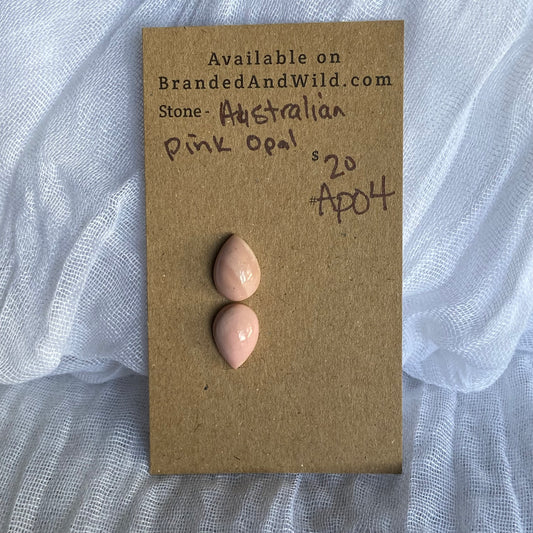 Available on
BrandedAndWild.com
Stone - Australian
pink opal
$ 20
#Ap04